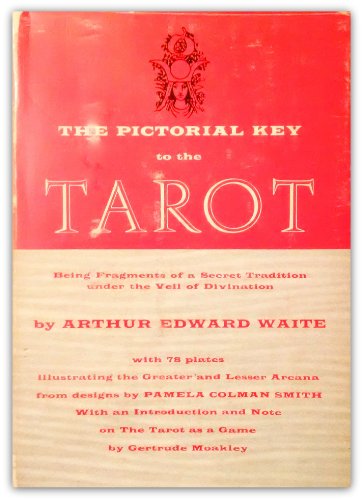 THE PICTORIAL KEY
to the
TAROT
Being Fragments of a Secret Tradition
under the Veil of Divination
by ARTHUR EDWARD WAITE
with 78 plates
illustrating the Greater and Lesser Arcana
from designs by PAMELA COLMAN SMITH
With an Introduction and Note
on The Tarot as a Game
by Gertrude Moakley